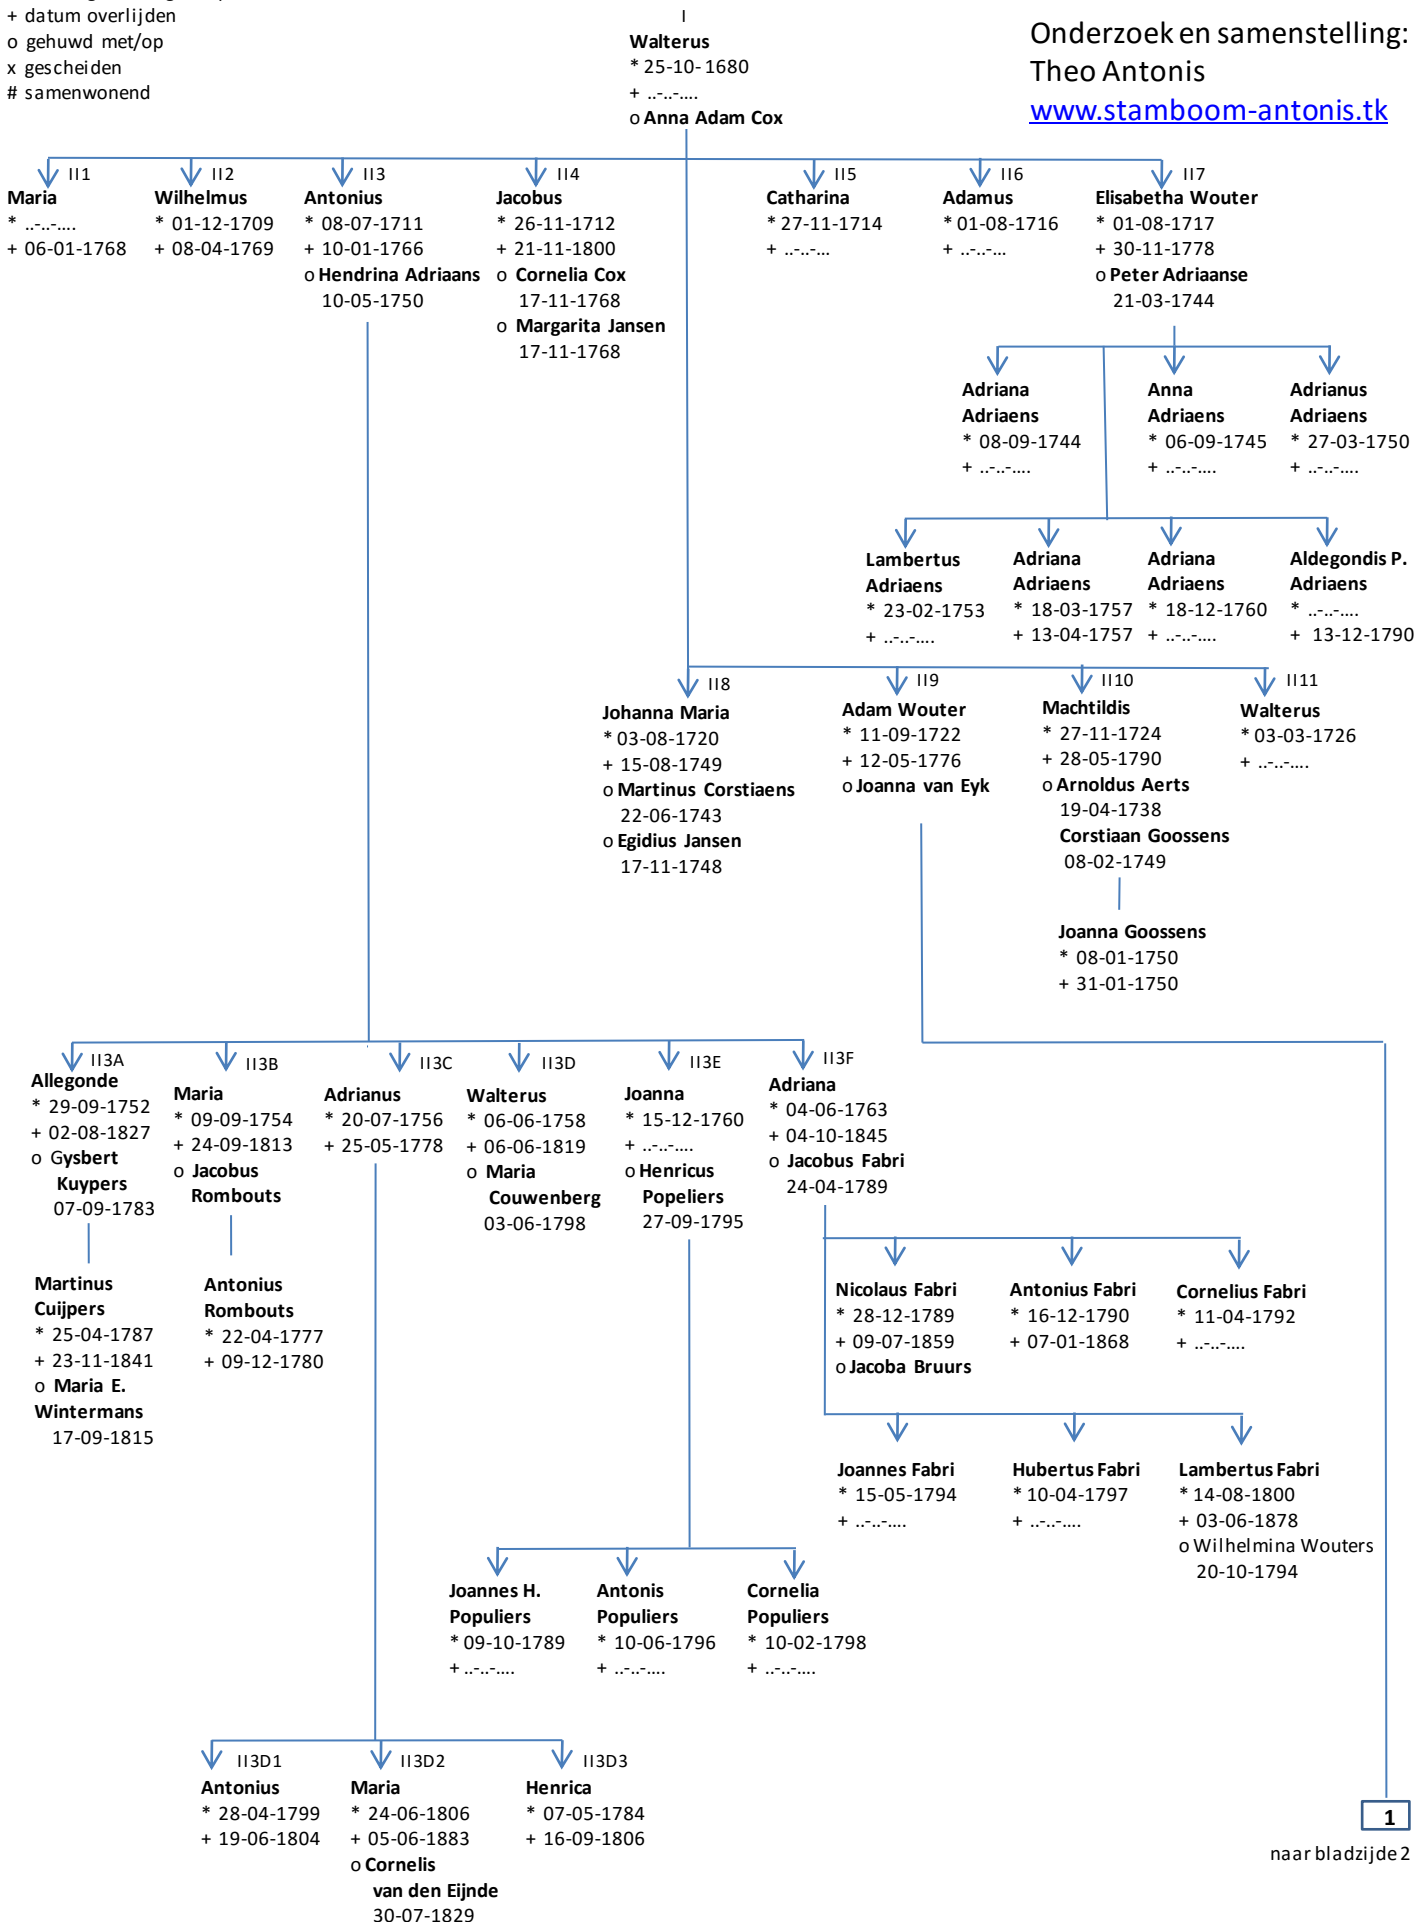 + datum overlijden
o gehuwd met/op
x gescheiden
# samenwonend
I
Walterus
* 25-10-1680
+ ..-..-....
o Anna Adam Cox
Onderzoek en samenstelling:
Theo Antonis
www.stamboom-antonis.tk
II1
Maria
* ..-..-....
+ 06-01-1768
II2
Wilhelmus
* 01-12-1709
+ 08-04-1769
II3
Antonius
* 08-07-1711
+ 10-01-1766
o Hendrina Adriaans
10-05-1750
II4
Jacobus
* 26-11-1712
+ 21-11-1800
o Cornelia Cox
17-11-1768
o Margarita Jansen
17-11-1768
II5
Catharina
* 27-11-1714
+ ..-..-...
II6
Adamus
* 01-08-1716
+ ..-..-...
II7
Elisabetha Wouter
* 01-08-1717
+ 30-11-1778
o Peter Adriaanse
21-03-1744
Adriana
Adriaens
* 08-09-1744
+ ..-..-....
Anna
Adriaens
* 06-09-1745
+ ..-..-....
Adrianus
Adriaens
* 27-03-1750
+ ..-..-....
Lambertus
Adriaens
* 23-02-1753
+ ..-..-....
Adriana
Adriaens
* 18-03-1757
+ 13-04-1757
Adriana
Adriaens
* 18-12-1760
+ ..-..-....
Aldegondis P.
Adriaens
* ..-..-....
+ 13-12-1790
II8
Johanna Maria
* 03-08-1720
+ 15-08-1749
o Martinus Corstiaens
22-06-1743
o Egidius Jansen
17-11-1748
II9
Adam Wouter
* 11-09-1722
+ 12-05-1776
o Joanna van Eyk
II10
Machtildis
* 27-11-1724
+ 28-05-1790
o Arnoldus Aerts
19-04-1738
Corstiaan Goossens
08-02-1749
II11
Walterus
* 03-03-1726
+ ..-..-....
Joanna Goossens
* 08-01-1750
+ 31-01-1750
II3A
Allegonde
* 29-09-1752
+ 02-08-1827
o Gysbert
Kuypers
07-09-1783
II3B
Maria
* 09-09-1754
+ 24-09-1813
o Jacobus
Rombouts
II3C
Adrianus
* 20-07-1756
+ 25-05-1778
II3D
Walterus
* 06-06-1758
+ 06-06-1819
o Maria
Couwenberg
03-06-1798
II3E
Joanna
* 15-12-1760
+ ..-..-....
o Henricus
Popeliers
27-09-1795
II3F
Adriana
* 04-06-1763
+ 04-10-1845
o Jacobus Fabri
24-04-1789
Martinus
Cuijpers
* 25-04-1787
+ 23-11-1841
o Maria E.
Wintermans
17-09-1815
Antonius
Rombouts
* 22-04-1777
+ 09-12-1780
Nicolaus Fabri
* 28-12-1789
+ 09-07-1859
o Jacoba Bruurs
Antonius Fabri
* 16-12-1790
+ 07-01-1868
Cornelius Fabri
* 11-04-1792
+ ..-..-....
Joannes Fabri
* 15-05-1794
+ ..-..-....
Hubertus Fabri
* 10-04-1797
+ ..-..-....
Lambertus Fabri
* 14-08-1800
+ 03-06-1878
o Wilhelmina Wouters
20-10-1794
Joannes H.
Populiers
* 09-10-1789
+ ..-..-....
Antonis
Populiers
* 10-06-1796
+ ..-..-....
Cornelia
Populiers
* 10-02-1798
+ ..-..-....
II3D1
Antonius
* 28-04-1799
+ 19-06-1804
II3D2
Maria
* 24-06-1806
+ 05-06-1883
o Cornelis
van den Eijnde
30-07-1829
II3D3
Henrica
* 07-05-1784
+ 16-09-1806
1
naar bladzijde 2